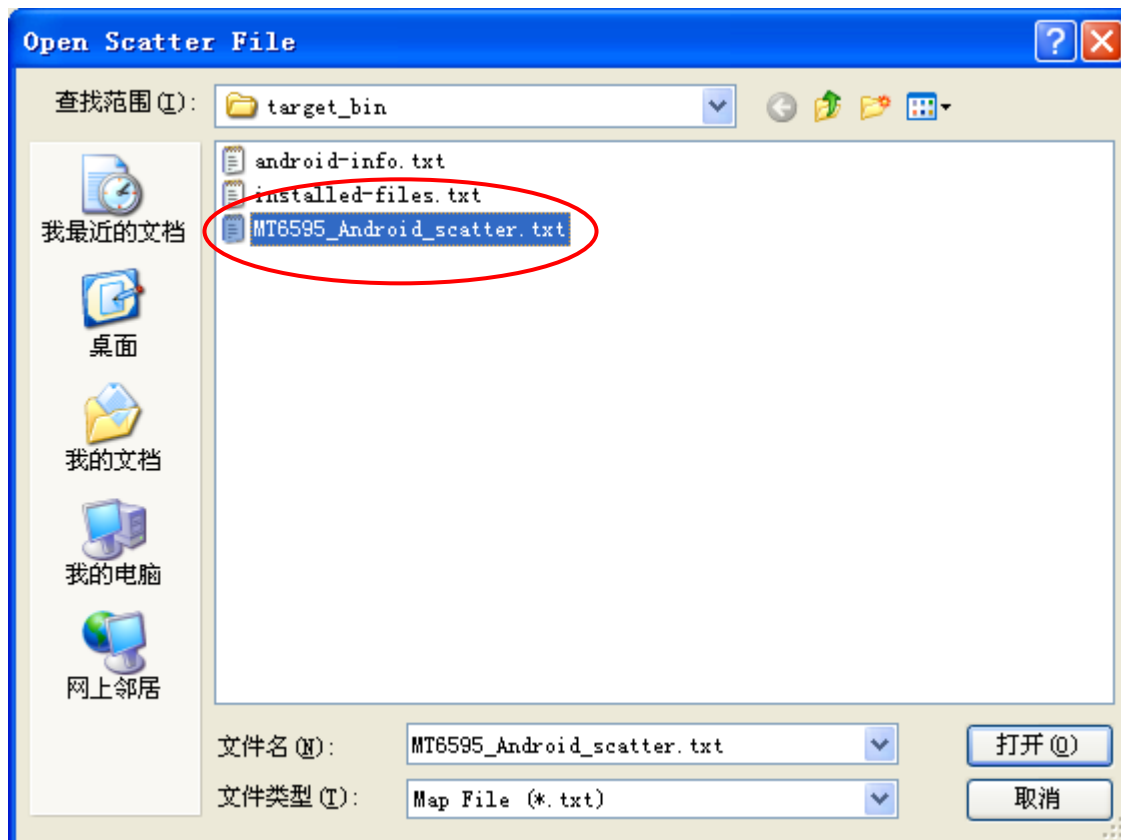 Open Scatter File
查找范围(I):
target_bin
android-info.txt
installed-files.txt
MT6595_Android_scatter.txt
我最近的文档
桌面
我的文档
我的电脑
网上邻居
文件名(N):
MT6595_Android_scatter.txt
打开(O)
文件类型(T):
Map File (*.txt)
取消